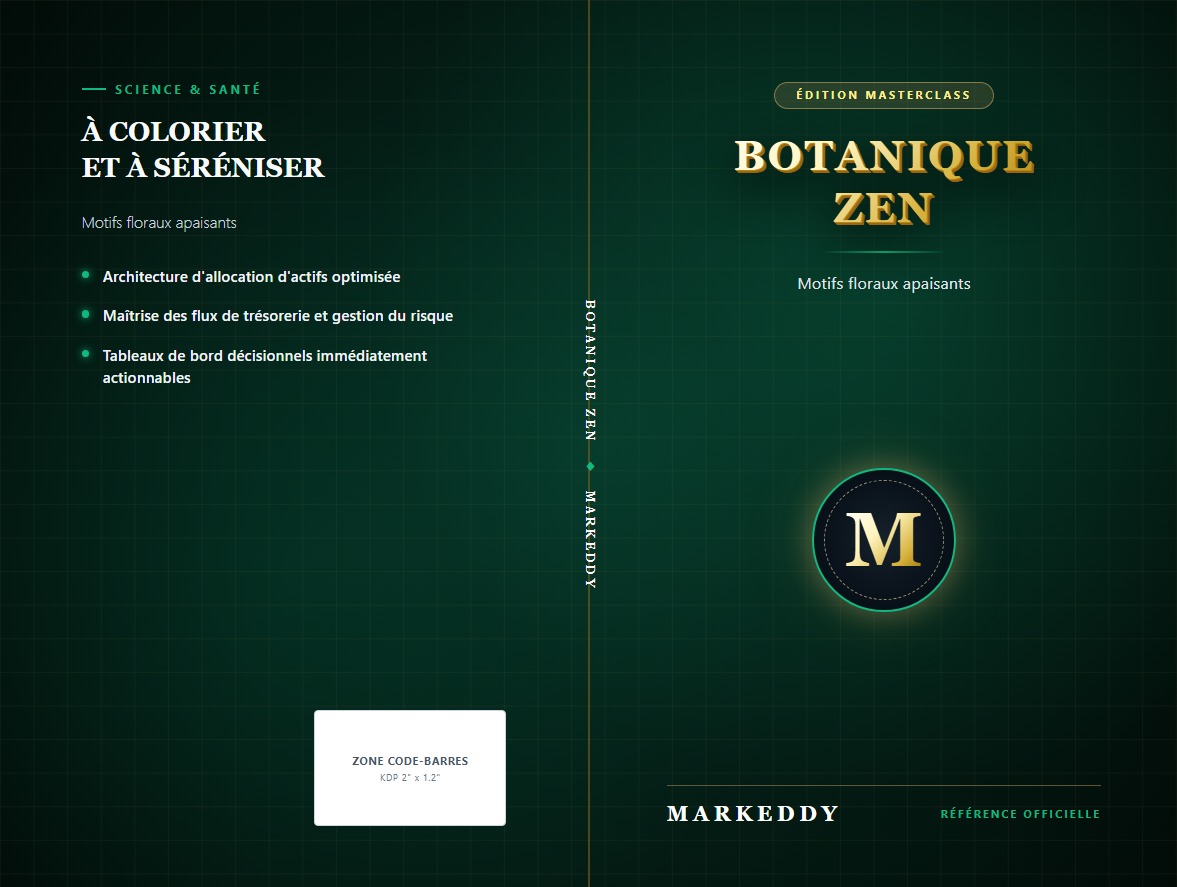 SCIENCE & SANTÉ
À COLORIER
ET À SÉRÉNISER
Motifs floraux apaisants
Architecture d'allocation d'actifs optimisée
Maîtrise des flux de trésorerie et gestion du risque
Tableaux de bord décisionnels immédiatement
actionnables
ZONE CODE-BARRES
KDP 2" x 1.2"
BOTANIQUE ZEN ◆ MARKEDDY
ÉDITION MASTERCLASS
BOTANIQUE
ZEN
Motifs floraux apaisants
M
MARKEDDY
RÉFÉRENCE OFFICIELLE